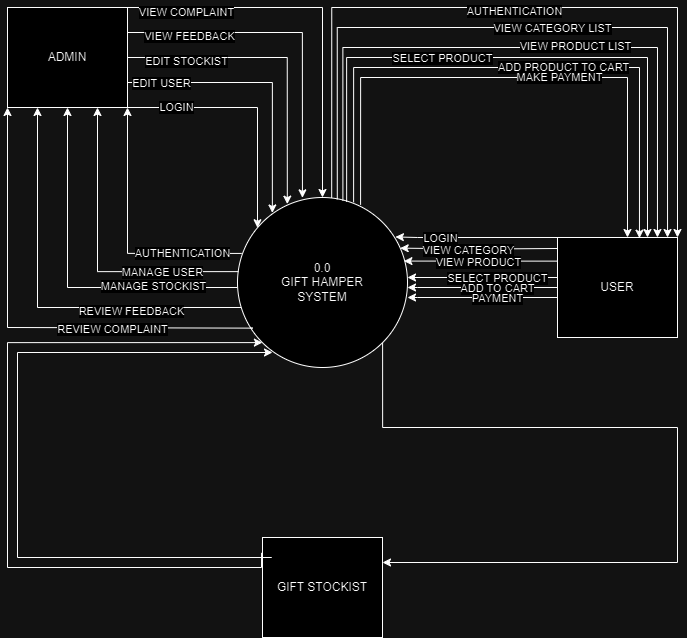 VIEW COMPLAINT
AUTHENTICATION
VIEW CATEGORY LIST
VIEW FEEDBACK
VIEW PRODUCT LIST
ADMIN
EDIT STOCKIST
SELECT PRODUCT
ADD PRODUCT TO CART
MAKE PAYMENT
EDIT USER
LOGIN
LOGIN
AUTHENTICATION
VIEW CATEGORY
VIEW PRODUCT
0.0
GIFT HAMPER
SYSTEM
MANAGE USER
SELECT PRODUCT
MANAGE STOCKIST
ADD TO CART
USER
PAYMENT
REVIEW FEEDBACK
REVIEW COMPLAINT
GIFT STOCKIST